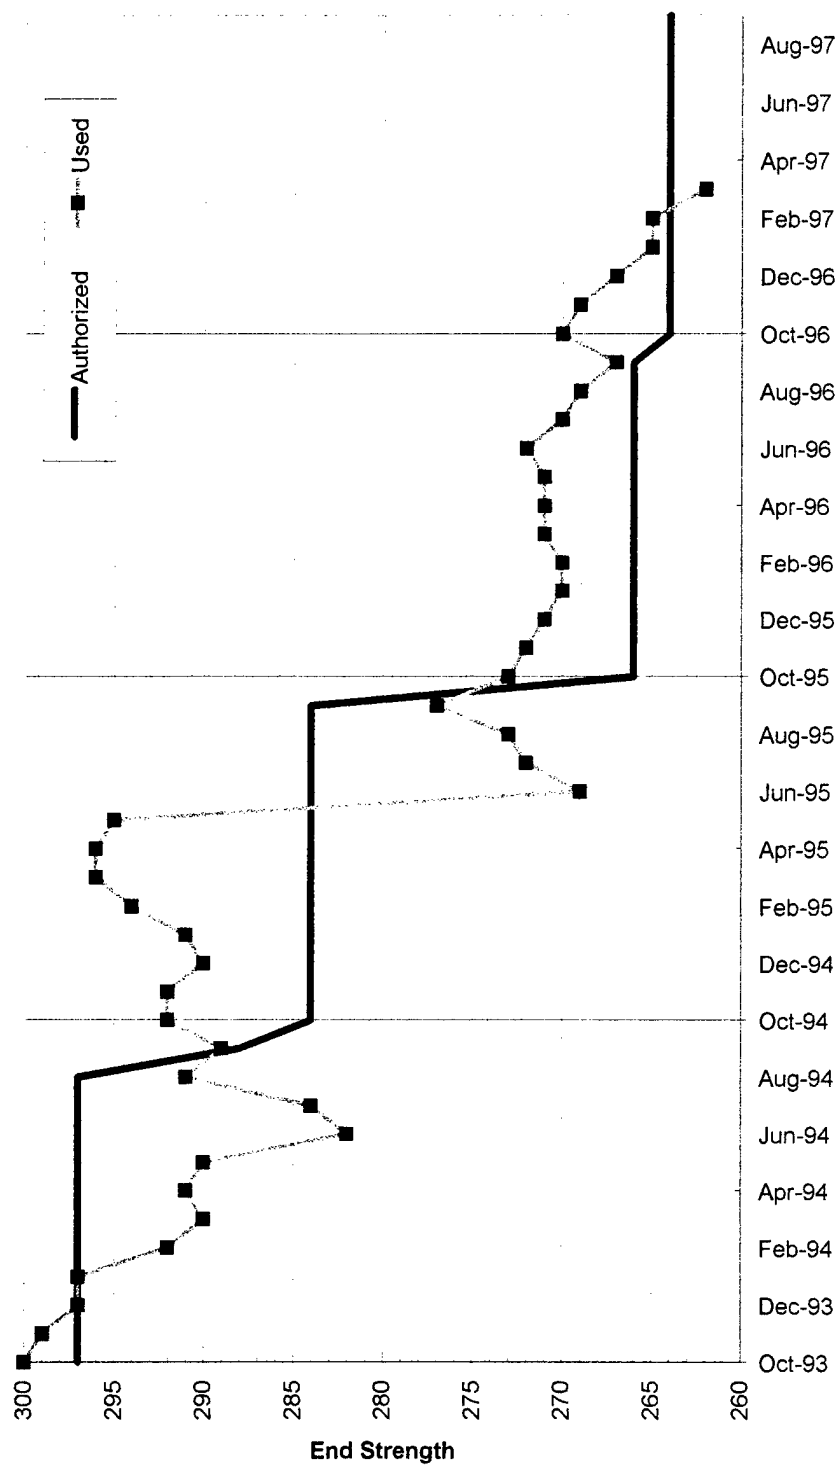 Authorized
Used
End Strength
300
295
290
285
280
275
270
265
260
Oct-93
Dec-93
Feb-94
Apr-94
Jun-94
Aug-94
Oct-94
Dec-94
Feb-95
Apr-95
Jun-95
Aug-95
Oct-95
Dec-95
Feb-96
Apr-96
Jun-96
Aug-96
Oct-96
Dec-96
Feb-97
Apr-97
Jun-97
Aug-97